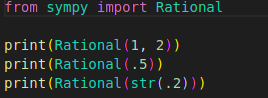 from sympy import Rational
print(Rational(1, 2))
print(Rational(.5))
print(Rational(str(.2)))